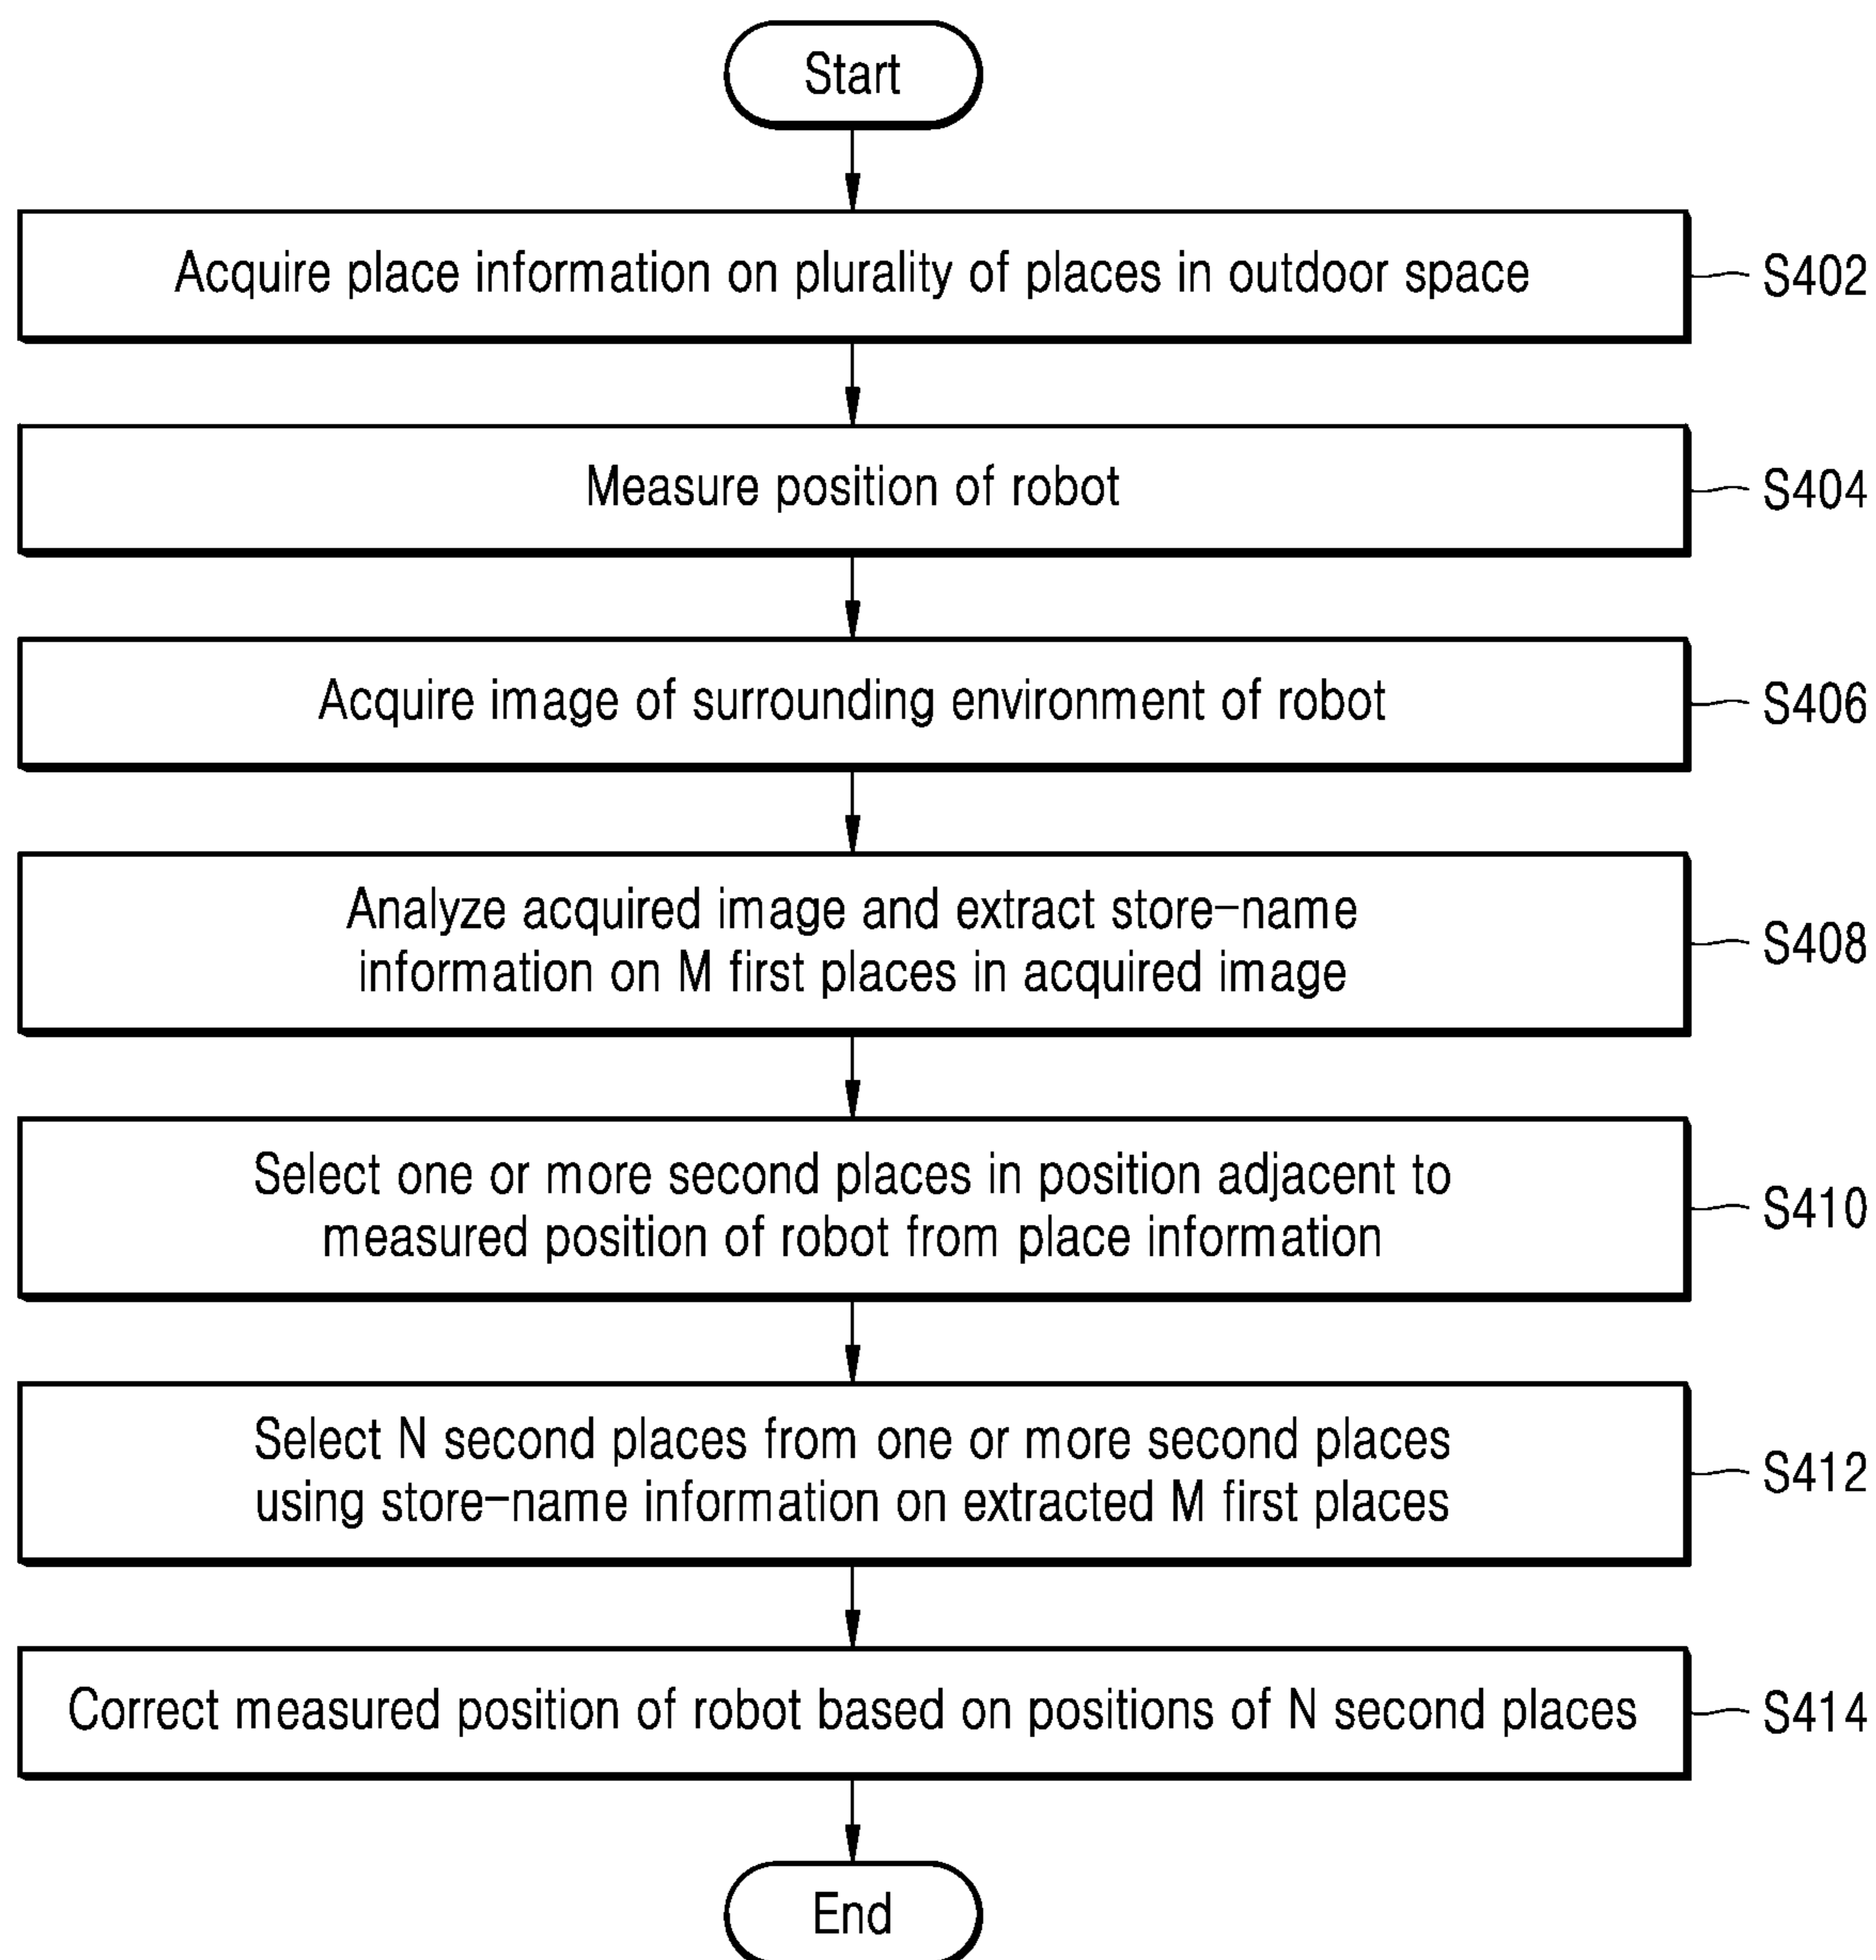 Start
Acquire place information on plurality of places in outdoor space
S402
Measure position of robot
S404
Acquire image of surrounding environment of robot
S406
Analyze acquired image and extract store-name
information on M first places in acquired image
S408
Select one or more second places in position adjacent to
measured position of robot from place information
S410
Select N second places from one or more second places
using store-name information on extracted M first places
S412
Correct measured position of robot based on positions of N second places
S414
End